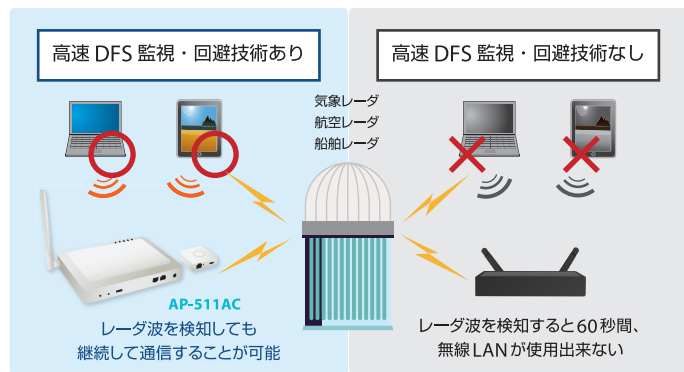 高速 DFS 監視・回避技術あり
高速 DFS 監視・回避技術なし
気象レーダ
航空レーダ
船舶レーダ
AP-511AC
レーダ波を検知しても
継続して通信することが可能
レーダ波を検知すると60秒間、
無線LANが使用出来ない